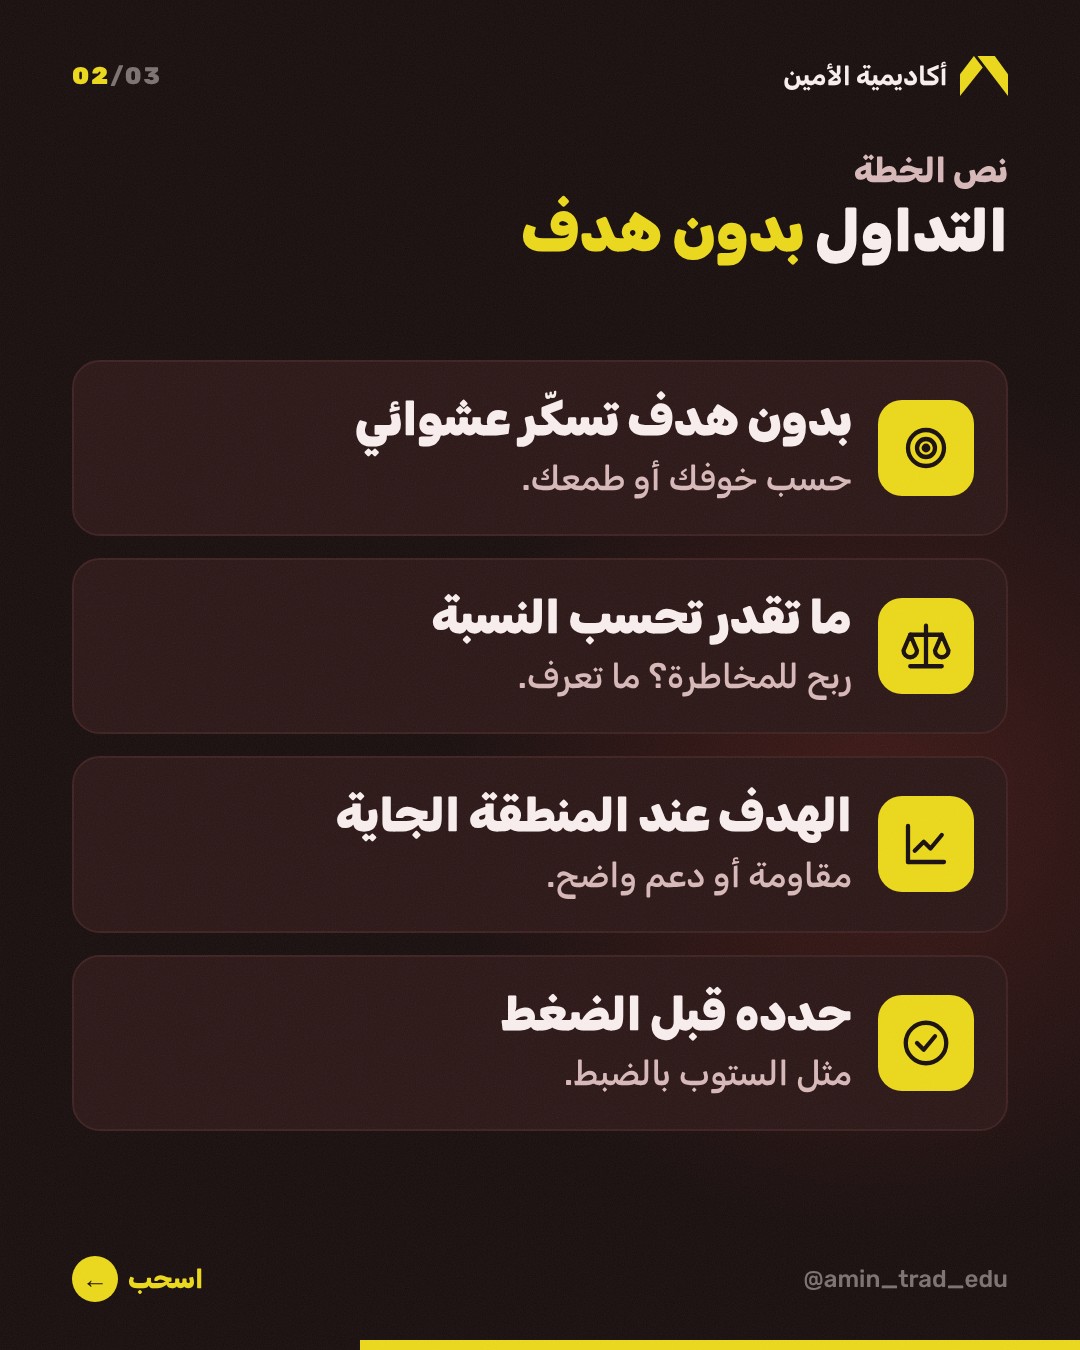 أكاديمية الأمين
02/03
نص الخطة
التداول بدون هدف
بدون هدف تسكّر عشوائي
حسب خوفك أو طمعك.
ما تقدر تحسب النسبة
ربح للمخاطرة؟ ما تعرف.
الهدف عند المنطقة الجاية
مقاومة أو دعم واضح.
حدده قبل الضغط
مثل الستوب بالضبط.
@amin_trad_edu
اسحب ←